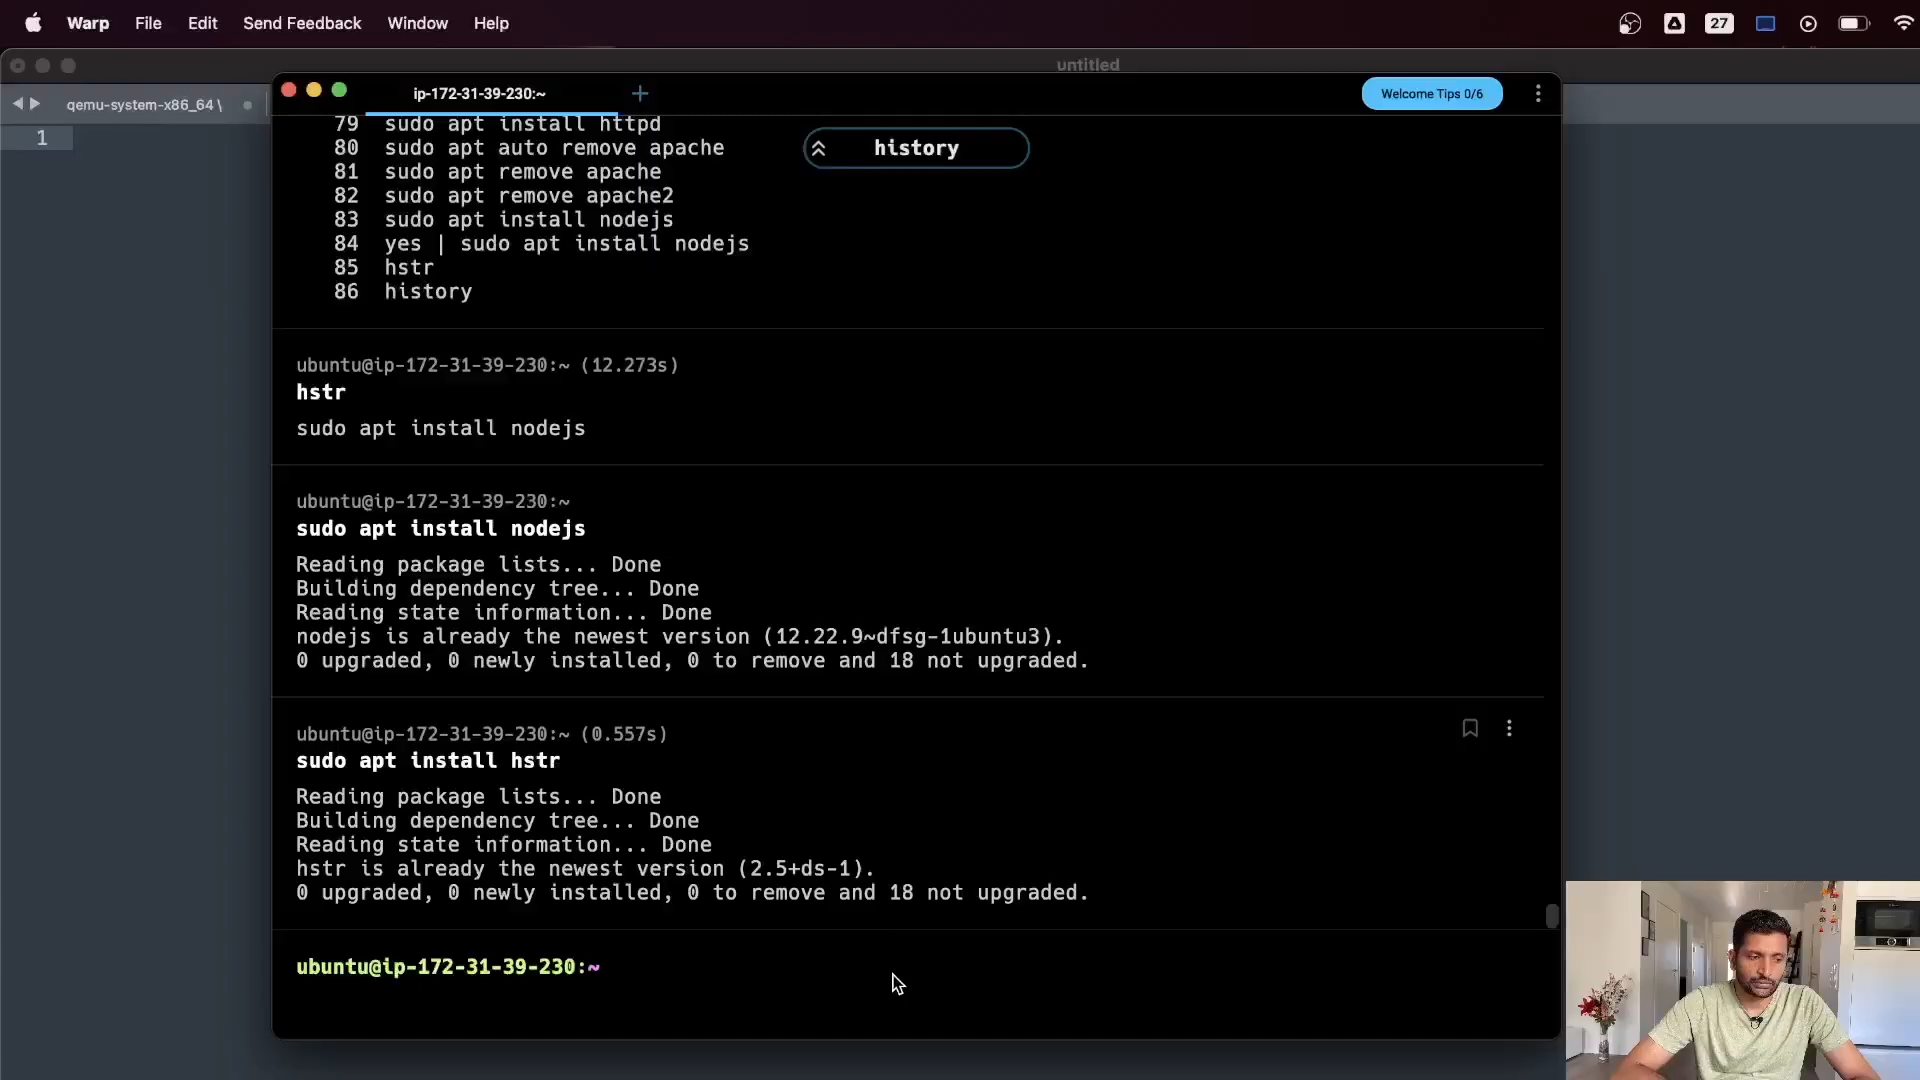 Warp File Edit Send Feedback Window Help 27
untitled
qemu-system-x86_64\
ip-172-31-39-230:~
Welcome Tips 0/6
1
history
79 sudo apt install httpd
80 sudo apt auto remove apache
81 sudo apt remove apache
82 sudo apt remove apache2
83 sudo apt install nodejs
84 yes | sudo apt install nodejs
85 hstr
86 history
ubuntu@ip-172-31-39-230:~ (12.273s)
hstr
sudo apt install nodejs
ubuntu@ip-172-31-39-230:~
sudo apt install nodejs
Reading package lists... Done
Building dependency tree... Done
Reading state information... Done
nodejs is already the newest version (12.22.9~dfsg-1ubuntu3).
0 upgraded, 0 newly installed, 0 to remove and 18 not upgraded.
ubuntu@ip-172-31-39-230:~ (0.557s)
sudo apt install hstr
Reading package lists... Done
Building dependency tree... Done
Reading state information... Done
hstr is already the newest version (2.5+ds-1).
0 upgraded, 0 newly installed, 0 to remove and 18 not upgraded.
ubuntu@ip-172-31-39-230:~